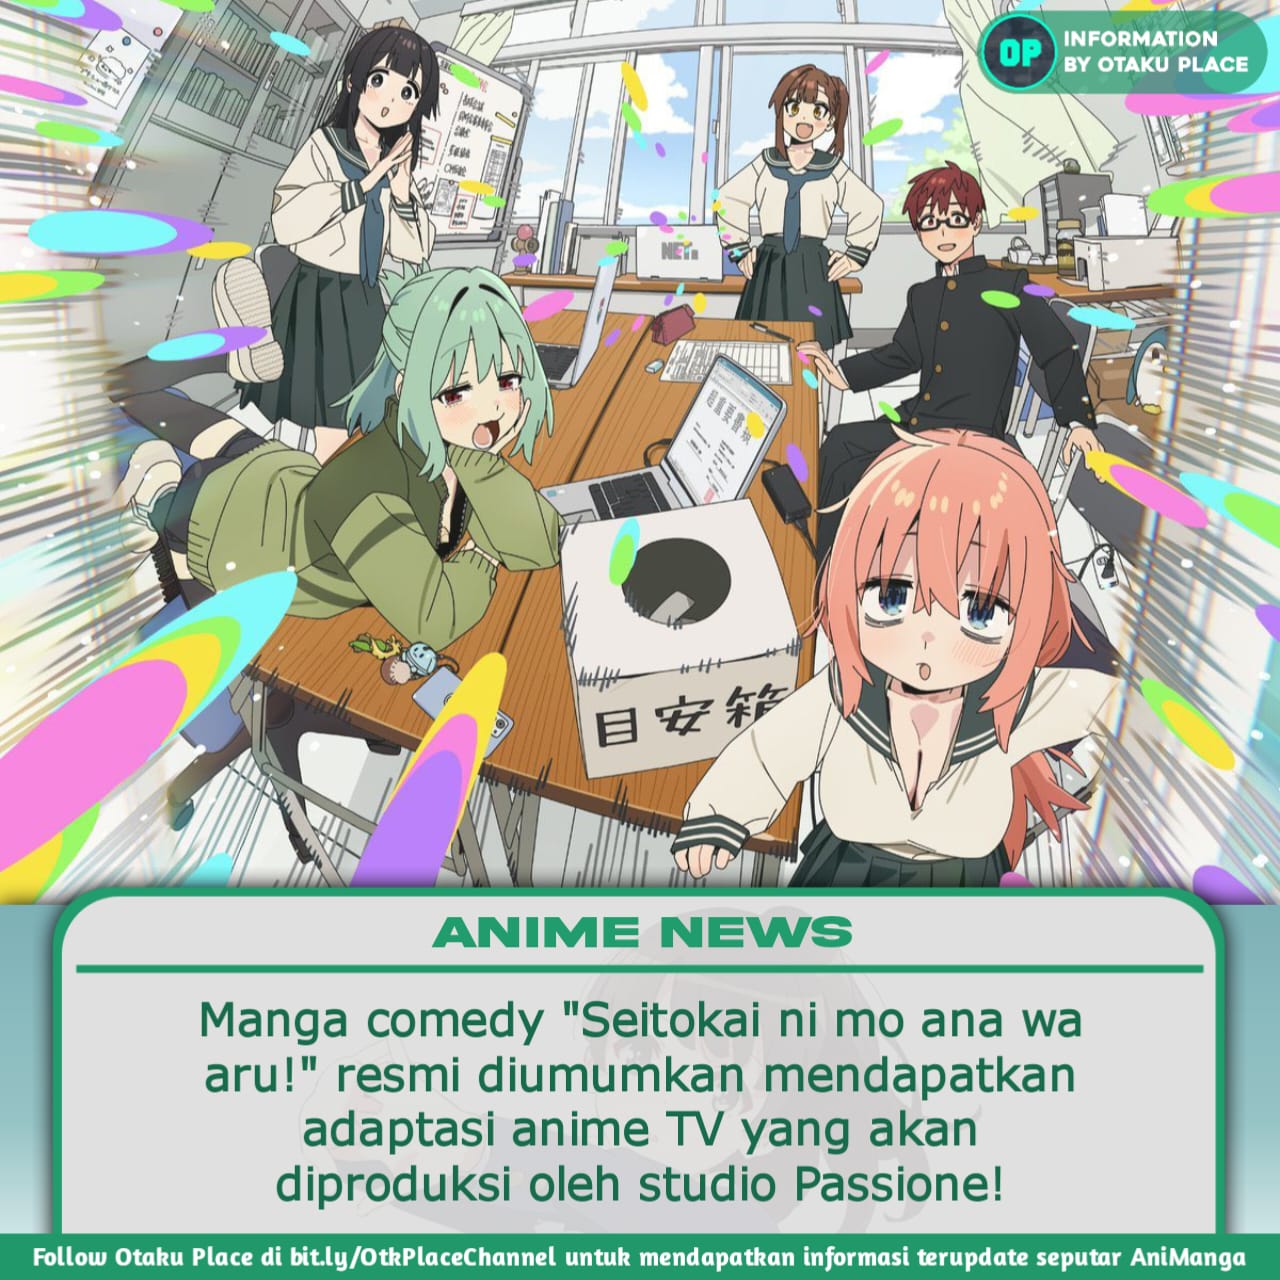 OP
INFORMATION
BY OTAKU PLACE
目安箱
ANIME NEWS
Manga comedy "Seitokai ni mo ana wa
aru!" resmi diumumkan mendapatkan
adaptasi anime TV yang akan
diproduksi oleh studio Passione!
Follow Otaku Place di bit.ly/OtkPlaceChannel untuk mendapatkan informasi terupdate seputar AniManga